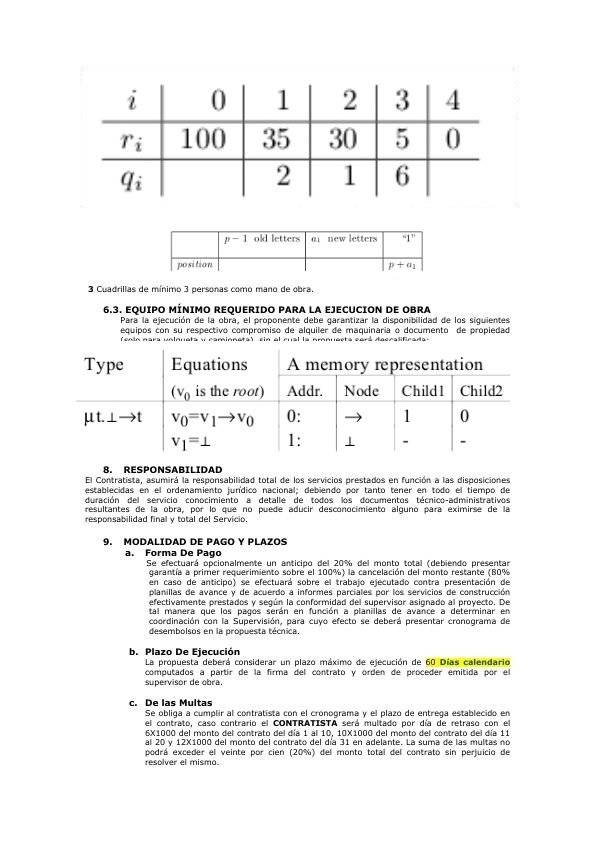 i 0 1 2 3 4
r_i 100 35 30 5 0
q_i 2 1 6
p − 1 old letters a_1 new letters “1”
position p + a_1
3 Cuadrillas de mínimo 3 personas como mano de obra.
6.3. EQUIPO MÍNIMO REQUERIDO PARA LA EJECUCION DE OBRA
Para la ejecución de la obra, el proponente debe garantizar la disponibilidad de los siguientes
equipos con su respectivo compromiso de alquiler de maquinaria o documento de propiedad
(solo para volqueta y camioneta), sin el cual la propuesta será descalificada:
Type Equations A memory representation
(v_0 is the root) Addr. Node Child1 Child2
μt.⊥→t v_0=v_1→v_0 0: → 1 0
v_1=⊥ 1: ⊥ - -
8. RESPONSABILIDAD
El Contratista, asumirá la responsabilidad total de los servicios prestados en función a las disposiciones
establecidas en el ordenamiento jurídico nacional; debiendo por tanto tener en todo el tiempo de
duración del servicio conocimiento a detalle de todos los documentos técnico-administrativos
resultantes de la obra, por lo que no puede aducir desconocimiento alguno para eximirse de la
responsabilidad final y total del Servicio.
9. MODALIDAD DE PAGO Y PLAZOS
a. Forma De Pago
Se efectuará opcionalmente un anticipo del 20% del monto total (debiendo presentar
garantía a primer requerimiento sobre el 100%) la cancelación del monto restante (80%
en caso de anticipo) se efectuará sobre el trabajo ejecutado contra presentación de
planillas de avance y de acuerdo a informes parciales por los servicios de construcción
efectivamente prestados y según la conformidad del supervisor asignado al proyecto. De
tal manera que los pagos serán en función a planillas de avance a determinar en
coordinación con la Supervisión, para cuyo efecto se deberá presentar cronograma de
desembolsos en la propuesta técnica.
b. Plazo De Ejecución
La propuesta deberá considerar un plazo máximo de ejecución de 60 Días calendario
computados a partir de la firma del contrato y orden de proceder emitida por el
supervisor de obra.
c. De las Multas
Se obliga a cumplir al contratista con el cronograma y el plazo de entrega establecido en
el contrato, caso contrario el CONTRATISTA será multado por día de retraso con el
6X1000 del monto del contrato del día 1 al 10, 10X1000 del monto del contrato del día 11
al 20 y 12X1000 del monto del contrato del día 31 en adelante. La suma de las multas no
podrá exceder el veinte por cien (20%) del monto total del contrato sin perjuicio de
resolver el mismo.